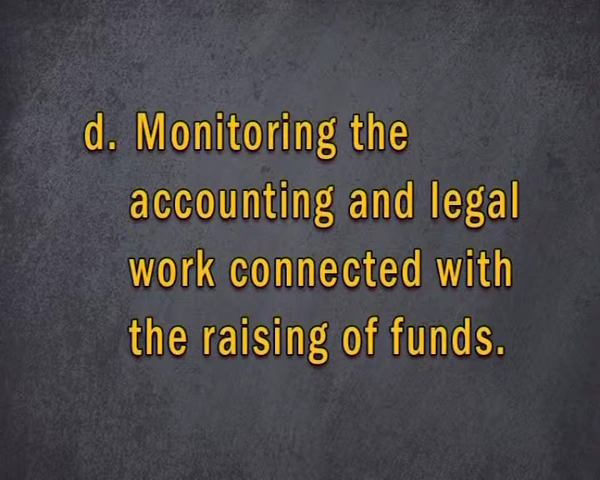 d. Monitoring the
accounting and legal
work connected with
the raising of funds.